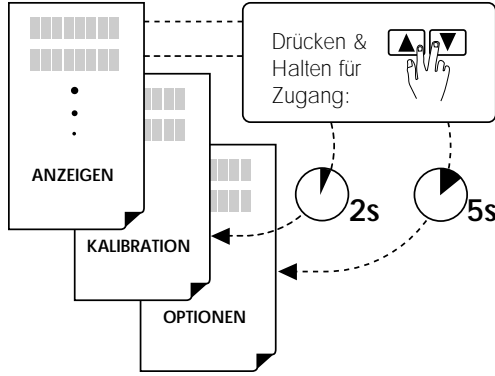 Drücken &
Halten für
Zugang:
ANZEIGEN
2s
5s
KALIBRATION
OPTIONEN